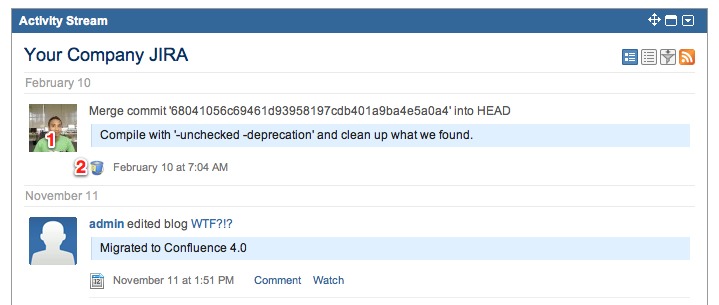 Activity Stream
Your Company JIRA
February 10
Merge commit '68041056c69461d93958197cdb401a9ba4e5a0a4' into HEAD
1
Compile with '-unchecked -deprecation' and clean up what we found.
2
February 10 at 7:04 AM
November 11
admin edited blog WTF?!?
Migrated to Confluence 4.0
12
November 11 at 1:51 PM Comment Watch